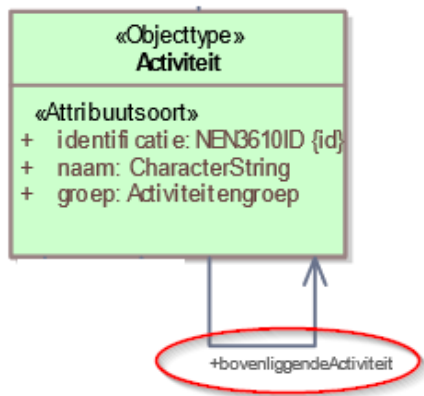 «Objecttype»
Activiteit
«Attribuutsoort»
+ identificatie: NEN3610ID {id}
+ naam: CharacterString
+ groep: Activiteitengroep
+bovenliggendeActiviteit